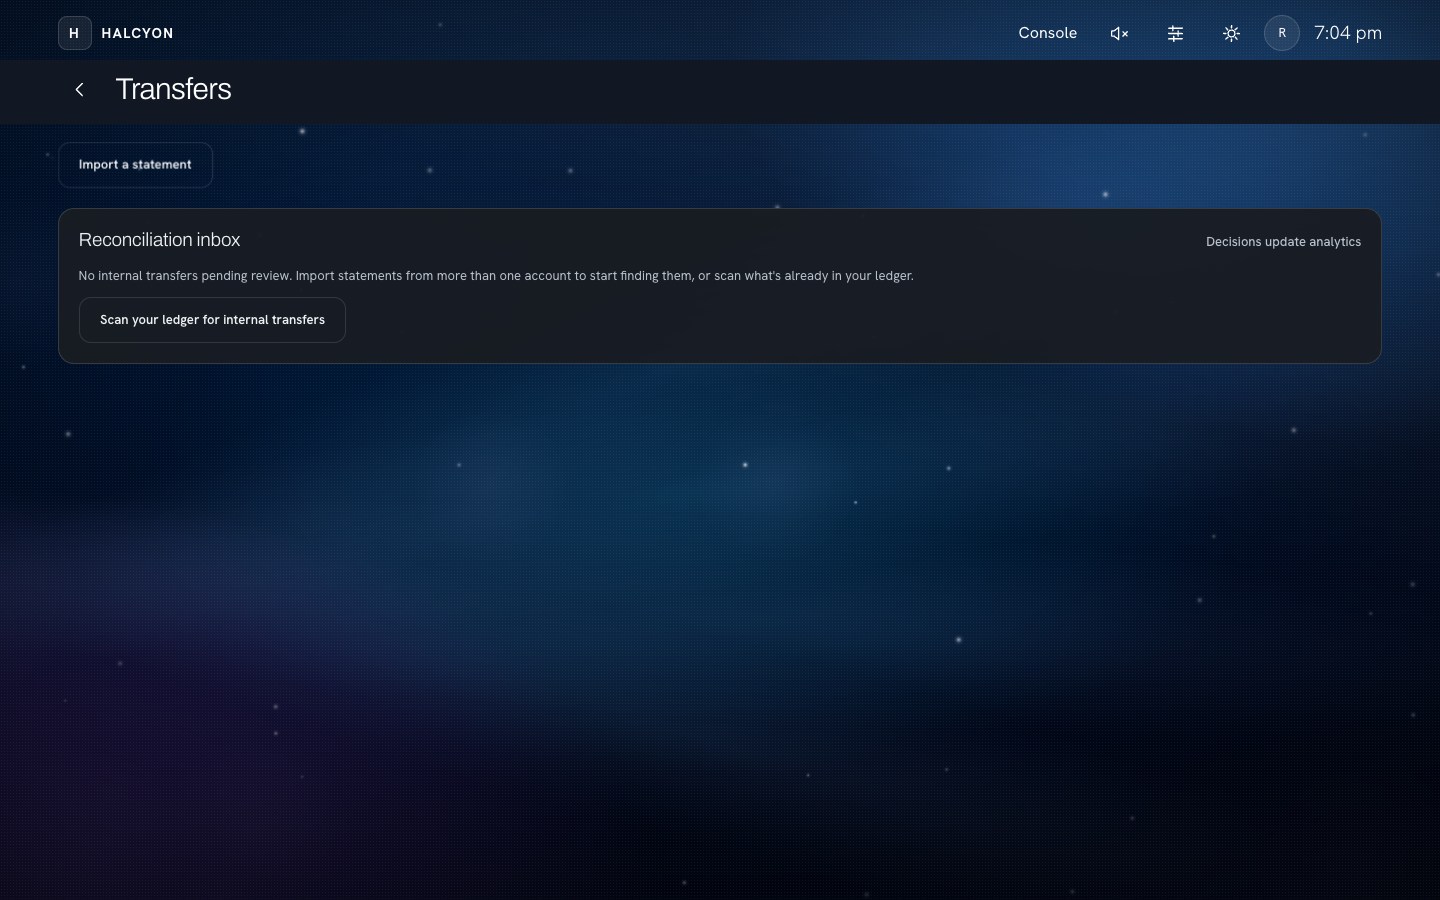 H HALCYON Console R 7:04 pm
Transfers
Import a statement
Reconciliation inbox Decisions update analytics
No internal transfers pending review. Import statements from more than one account to start finding them, or scan what's already in your ledger.
Scan your ledger for internal transfers